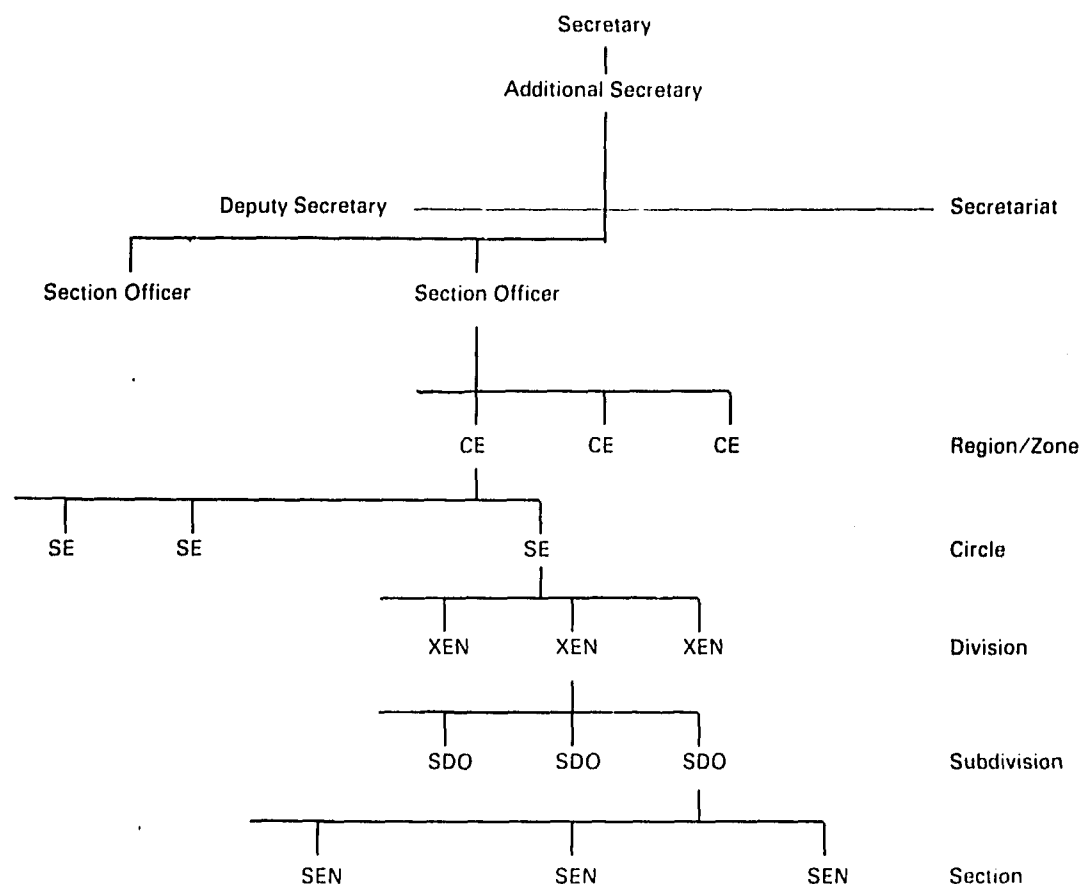 Secretary
Additional Secretary
Deputy Secretary Secretariat
Section Officer Section Officer
CE CE CE Region/Zone
SE SE SE Circle
XEN XEN XEN Division
SDO SDO SDO Subdivision
SEN SEN SEN Section